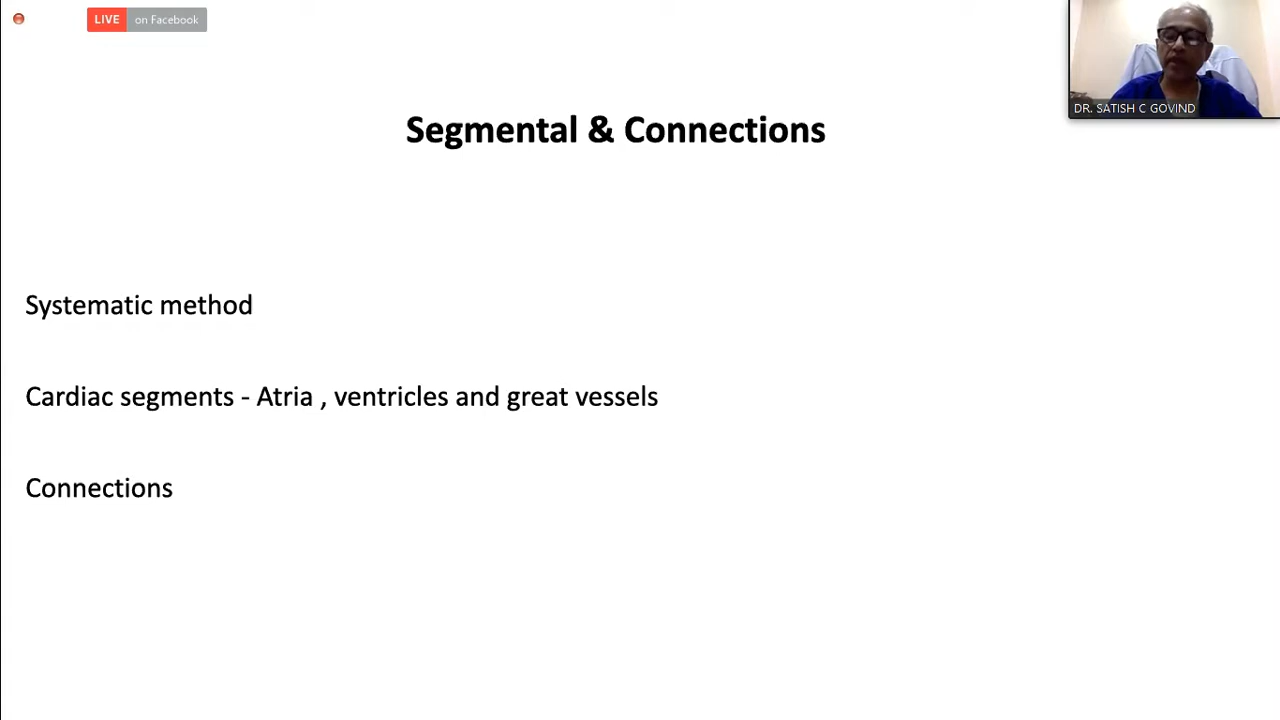 LIVE on Facebook
DR. SATISH C GOVIND
Segmental & Connections
Systematic method
Cardiac segments - Atria , ventricles and great vessels
Connections